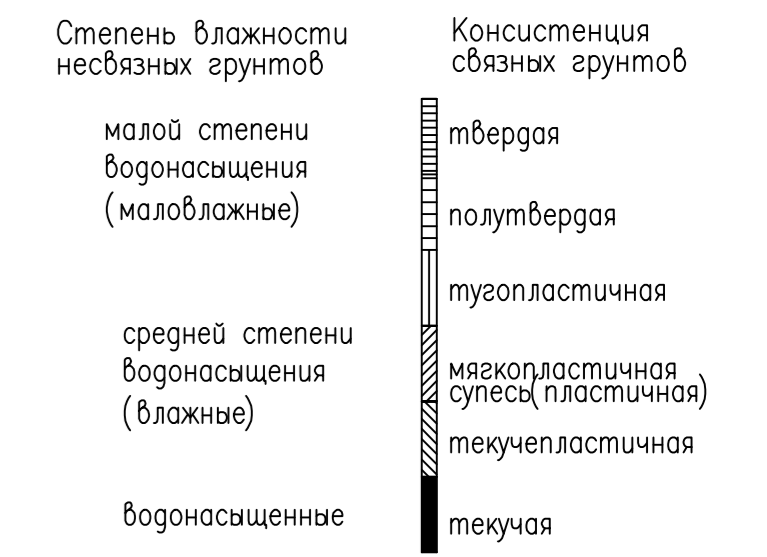 Степень влажности
несвязных грунтов
малой степени
водонасыщения
(маловлажные)
средней степени
водонасыщения
(влажные)
водонасыщенные
Консистенция
связных грунтов
твердая
полутвердая
тугопластичная
мягкопластичная
супесь(пластичная)
текучепластичная
текучая